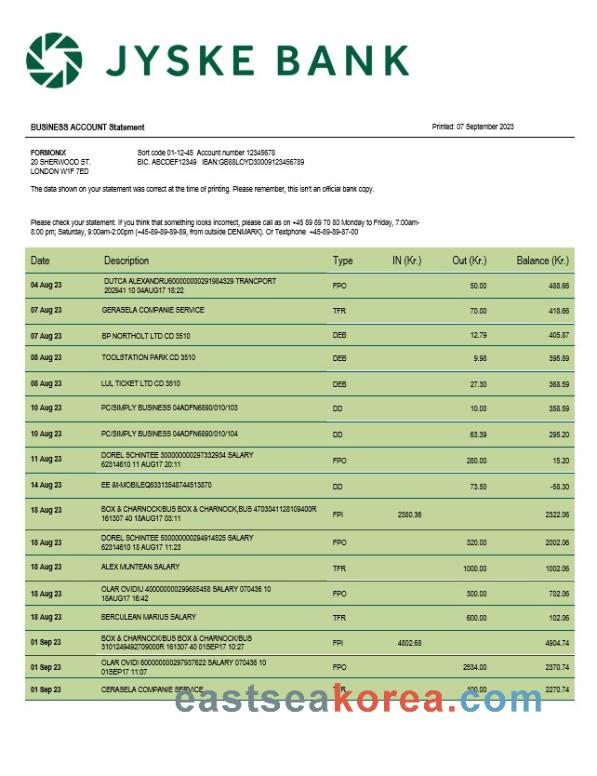 JYSKE BANK
BUSINESS ACCOUNT Statement
Printed: 07 September 2023
FORMONIX
20 SHERWOOD ST.
LONDON W1F 7ED
Sort code 01-12-45 Account number 12345678
BIC. ABCDEF12349 IBAN:GB88LOYD30009123456789
The data shown on your statement was correct at the time of printing. Please remember, this isn't an official bank copy.
Please check your statement. If you think that something looks incorrect, please call as on +45 89 89 70 80 Monday to Friday, 7:00am-
8:00 pm; Saturday, 9:00am-2:00pm (+45-89-89-89-89, from outside DENMARK). Or Textphone +45-89-89-87-00
Date Description Type IN (Kr.) Out (Kr.) Balance (Kr.)
04 Aug 23 DUTCA ALEXANDRU600000000291984329 TRANCPORT
202941 10 04AUG17 18:22 FPO 50.00 488.66
07 Aug 23 GERASELA COMPANIE SERVICE TFR 70.00 418.66
07 Aug 23 BP NORTHOLT LTD CD 3510 DEB 12.79 405.87
08 Aug 23 TOOLSTATION PARK CD 3510 DEB 9.98 395.89
08 Aug 23 LUL TICKET LTD CD 3510 DEB 27.30 368.59
10 Aug 23 PC/SIMPLY BUSINESS 04ADFN6890/010/103 DD 10.00 358.59
10 Aug 23 PC/SIMPLY BUSINESS 04ADFN6890/010/104 DD 63.39 295.20
11 Aug 23 DOREL SCHINTEE 300000000297332934 SALARY
62314610 11 AUG17 20:11 FPO 280.00 15.20
14 Aug 23 EE &t-MOBILEQ63313548744513870 DD 73.50 -58.30
18 Aug 23 BOX & CHARNOCK/BUS BOX & CHARNOCK,BUS 4703041128109400R
161307 40 18AUG17 03:11 FPI 2380.36 2322.06
18 Aug 23 DOREL SCHINTEE 500000000294914525 SALARY
62314610 18 AUG17 11:23 FPO 320.00 2002.06
18 Aug 23 ALEX MUNTEAN SALARY TFR 1000.00 1002.06
18 Aug 23 OLAR OVIDIU 400000000299685458 SALARY 070436 10
18AUG17 16:42 FPO 300.00 702.06
18 Aug 23 BERCULEAN MARIUS SALARY TFR 600.00 102.06
01 Sep 23 BOX & CHARNOCK/BUS BOX & CHARNOCK/BUS
3101249492709000R 161307 40 01SEP17 10:27 FPI 4802.68 4904.74
01 Sep 23 OLAR OVIDI 60000000297937622 SALARY 070436 10
01SEP17 11:07 FPO 2534.00 2370.74
01 Sep 23 CERASELA COMPANIE SERVICE TFR 100.00 2270.74
eastseakorea.com